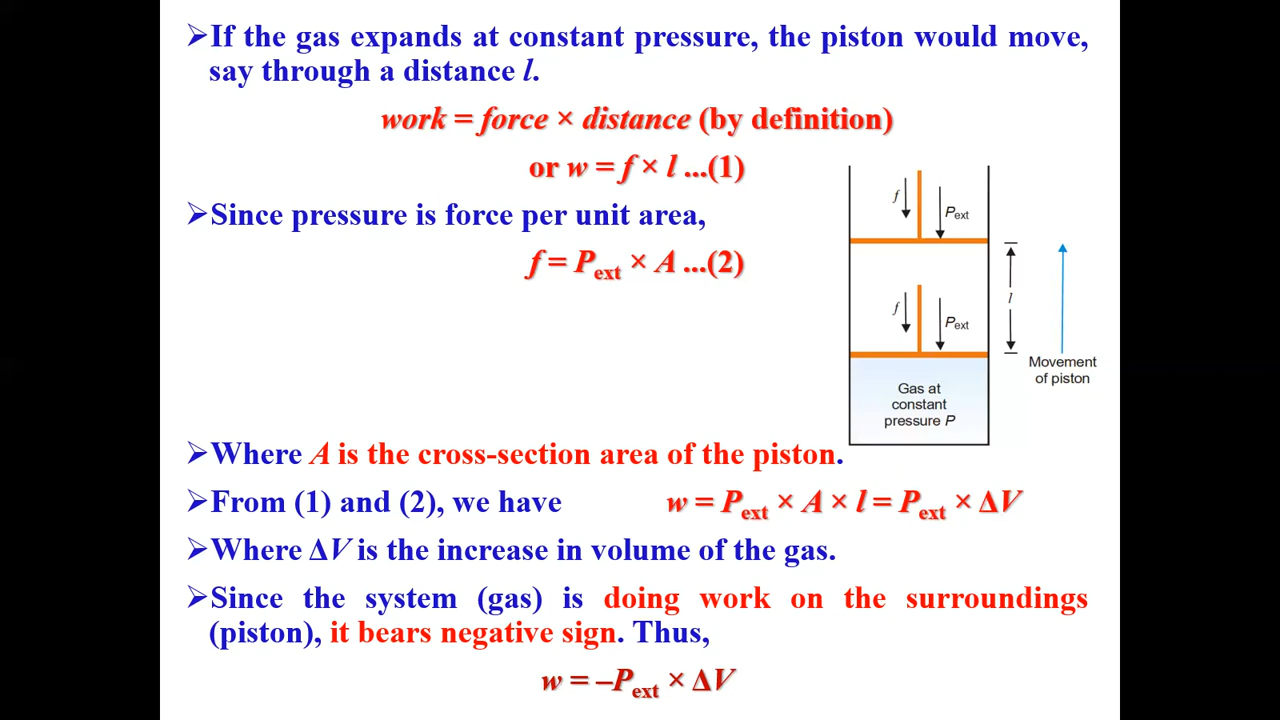 ➢If the gas expands at constant pressure, the piston would move,
say through a distance l.
work = force × distance (by definition)
or w = f × l ...(1)
➢Since pressure is force per unit area,
f = Pext × A ...(2)
f
Pext
f
Pext
l
Movement
of piston
Gas at
constant
pressure P
➢Where A is the cross-section area of the piston.
➢From (1) and (2), we have w = Pext × A × l = Pext × ΔV
➢Where ΔV is the increase in volume of the gas.
➢Since the system (gas) is doing work on the surroundings
(piston), it bears negative sign. Thus,
w = –Pext × ΔV